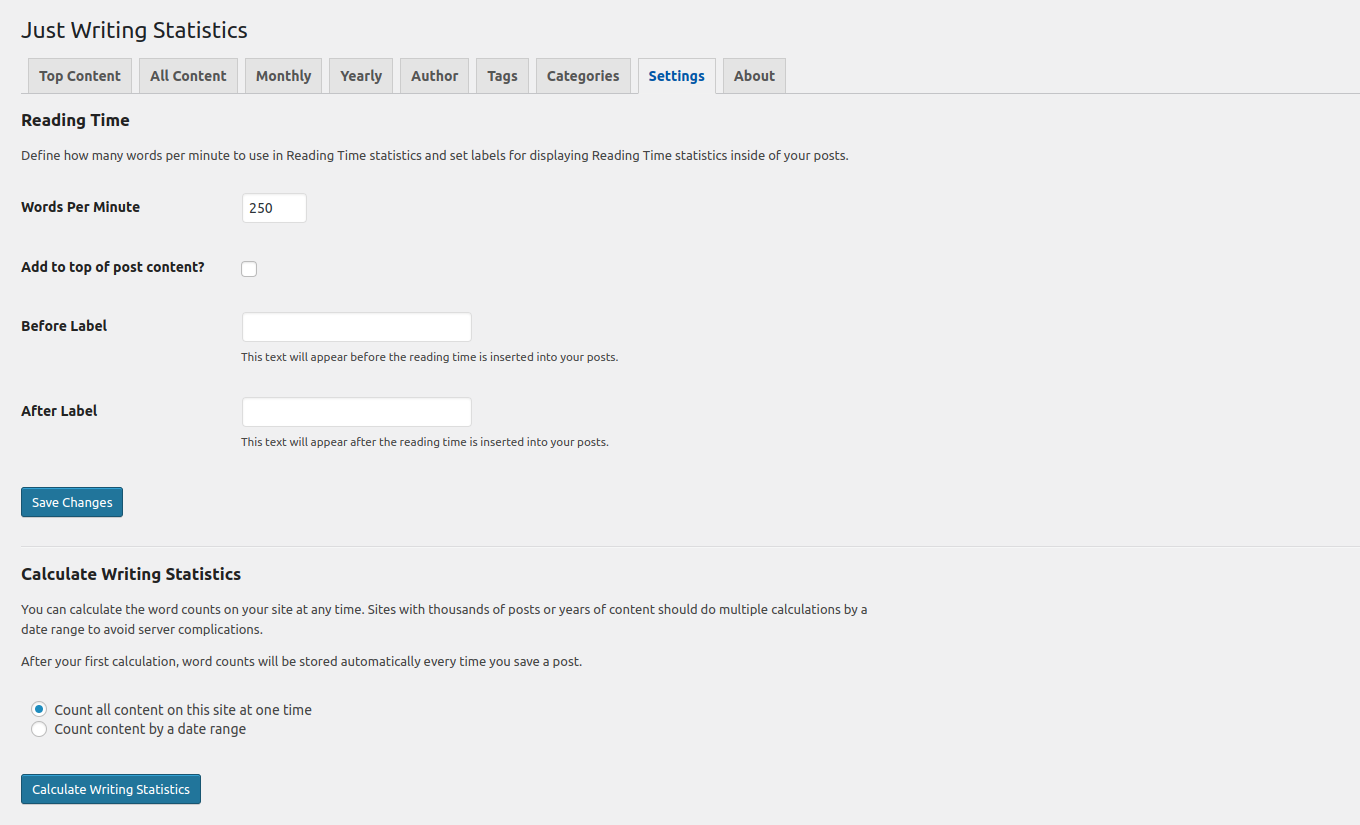 Just Writing Statistics
Top Content All Content Monthly Yearly Author Tags Categories Settings About
Reading Time
Define how many words per minute to use in Reading Time statistics and set labels for displaying Reading Time statistics inside of your posts.
Words Per Minute 250
Add to top of post content?
Before Label
This text will appear before the reading time is inserted into your posts.
After Label
This text will appear after the reading time is inserted into your posts.
Save Changes
Calculate Writing Statistics
You can calculate the word counts on your site at any time. Sites with thousands of posts or years of content should do multiple calculations by a
date range to avoid server complications.
After your first calculation, word counts will be stored automatically every time you save a post.
Count all content on this site at one time
Count content by a date range
Calculate Writing Statistics